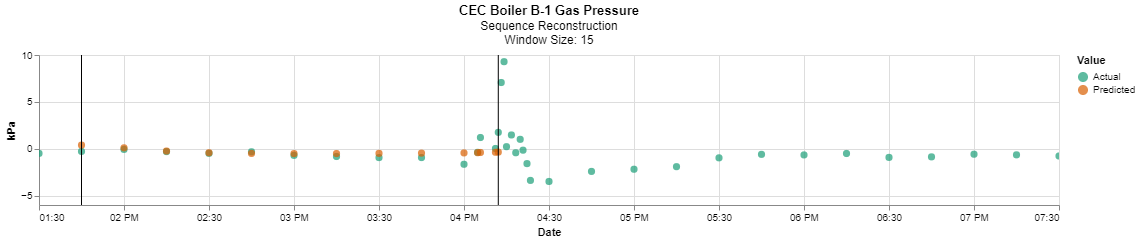 CEC Boiler B-1 Gas Pressure
Sequence Reconstruction
Window Size: 15
10
5
0
−5
kPa
01:30 02 PM 02:30 03 PM 03:30 04 PM 04:30 05 PM 05:30 06 PM 06:30 07 PM 07:30
Date
Value
Actual
Predicted